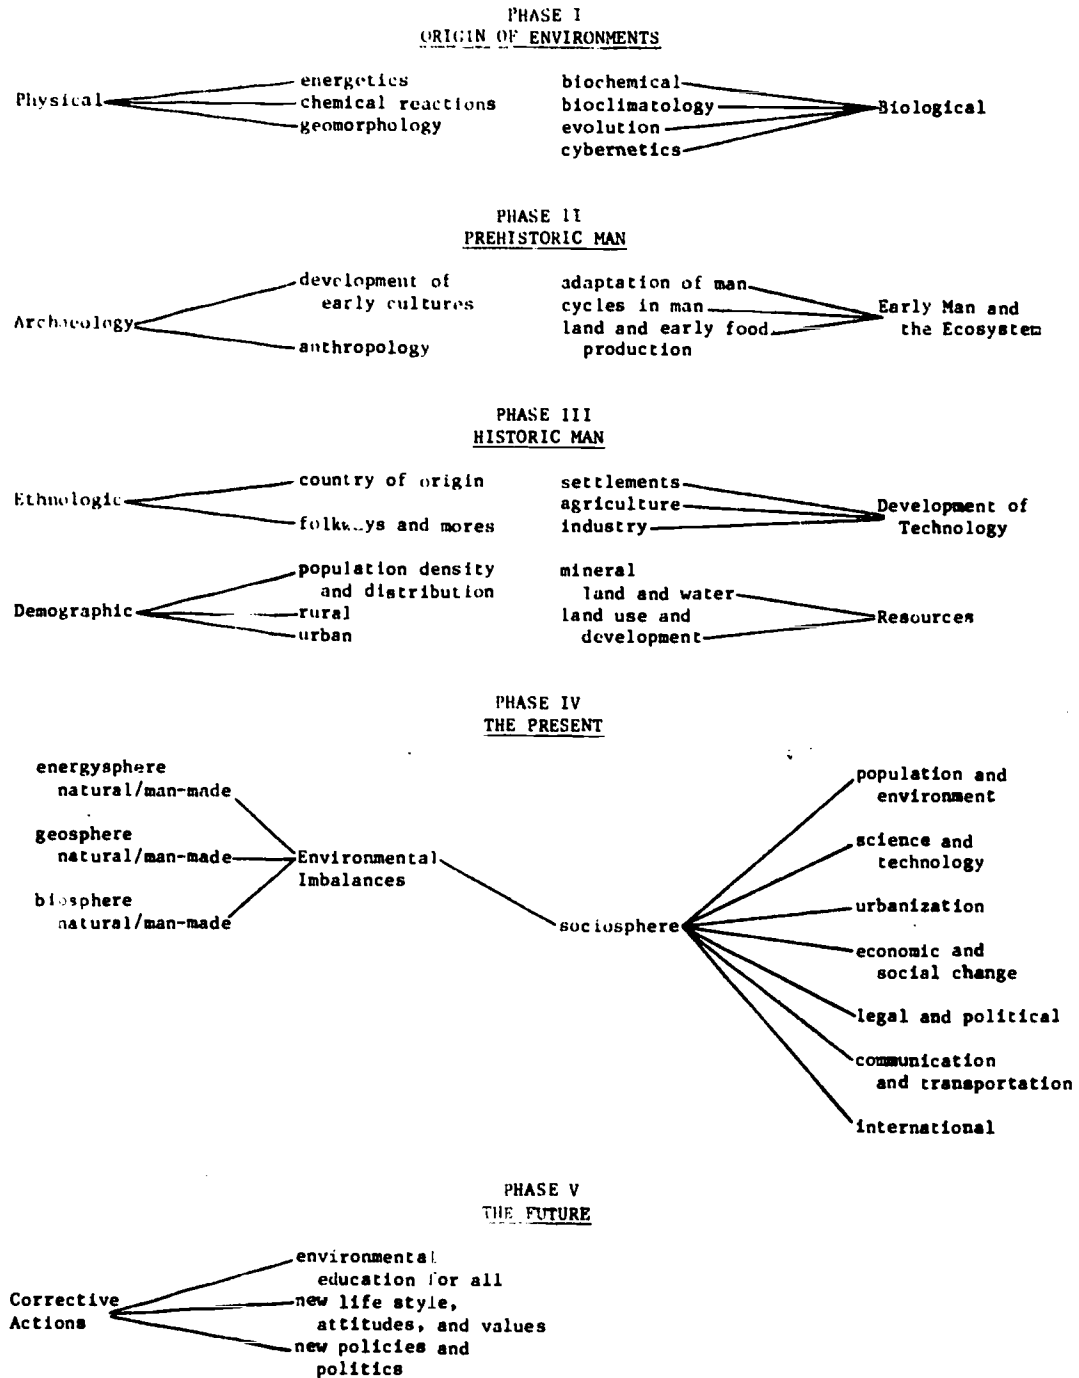 PHASE I
ORIGIN OF ENVIRONMENTS
Physical
energetics
chemical reactions
geomorphology
biochemical
bioclimatology
evolution
cybernetics
Biological
PHASE II
PREHISTORIC MAN
Archaeology
development of
early cultures
anthropology
adaptation of man
cycles in man
land and early food
production
Early Man and
the Ecosystem
PHASE III
HISTORIC MAN
Ethnologic
country of origin
folkways and mores
settlements
agriculture
industry
Development of
Technology
Demographic
population density
and distribution
rural
urban
mineral
land and water
land use and
development
Resources
PHASE IV
THE PRESENT
energysphere
natural/man-made
geosphere
natural/man-made
biosphere
natural/man-made
Environmental
Imbalances
sociosphere
population and
environment
science and
technology
urbanization
economic and
social change
legal and political
communication
and transportation
international
PHASE V
THE FUTURE
Corrective
Actions
environmental
education for all
new life style,
attitudes, and values
new policies and
politics